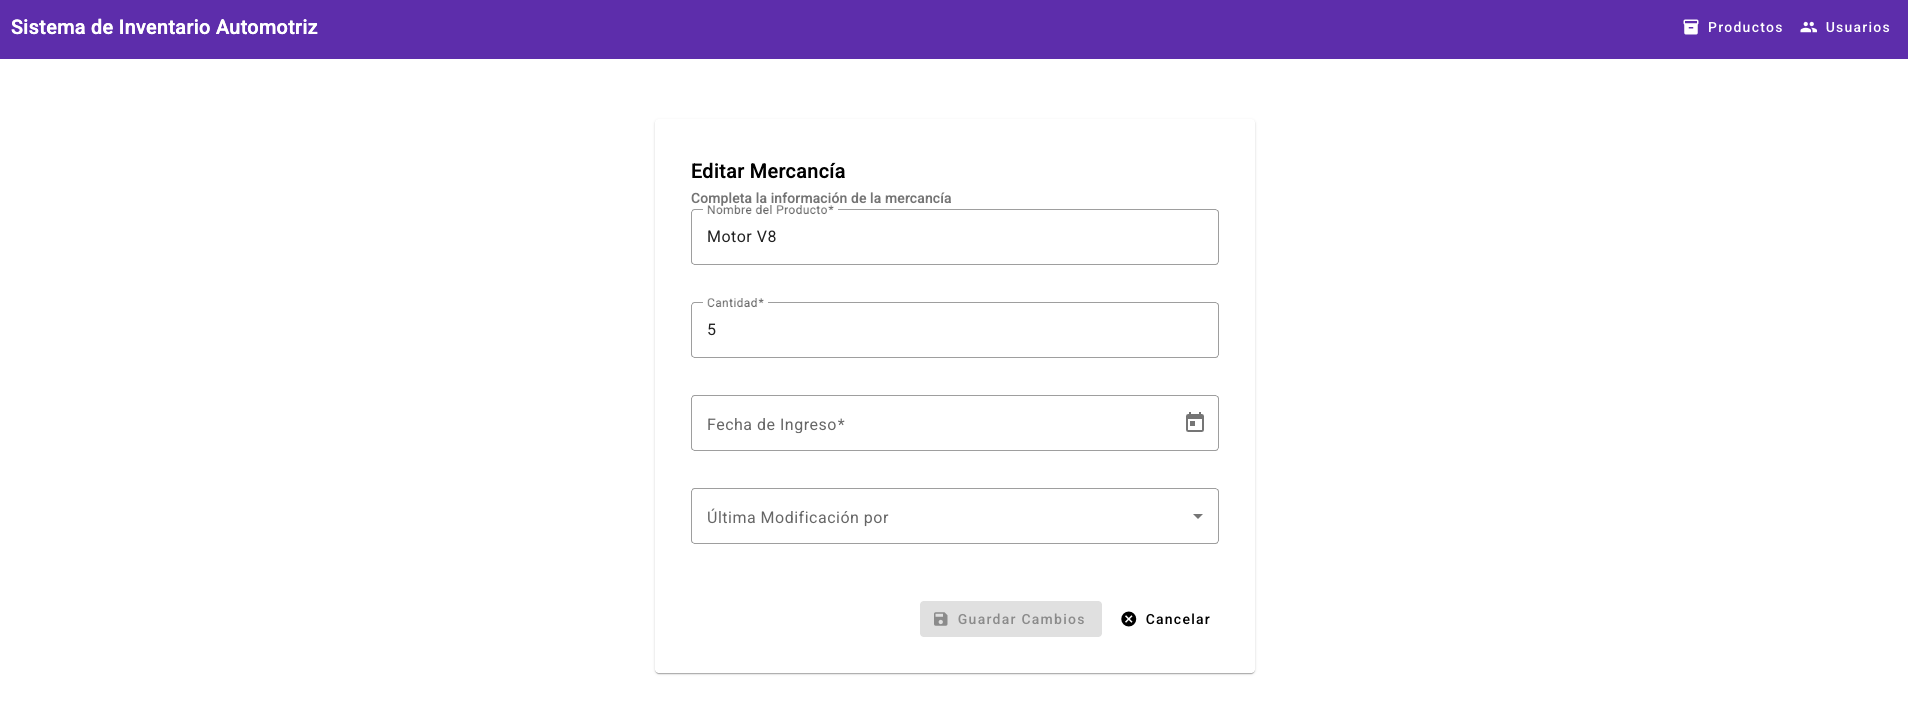 Sistema de Inventario Automotriz
Productos
Usuarios
Editar Mercancía
Completa la información de la mercancía
Nombre del Producto*
Motor V8
Cantidad*
5
Fecha de Ingreso*
Última Modificación por
Guardar Cambios
Cancelar